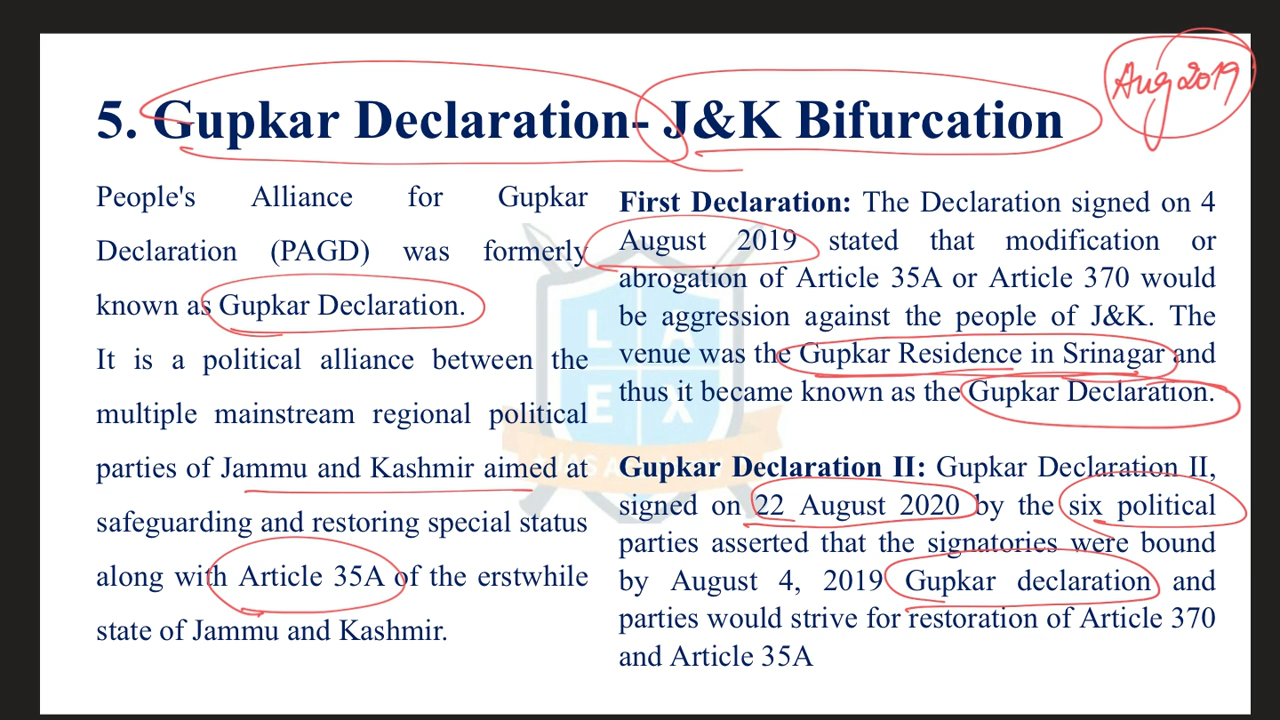 Aug 2019
5. Gupkar Declaration- J&K Bifurcation
People's Alliance for Gupkar
Declaration (PAGD) was formerly
known as Gupkar Declaration.
It is a political alliance between the
multiple mainstream regional political
parties of Jammu and Kashmir aimed at
safeguarding and restoring special status
along with Article 35A of the erstwhile
state of Jammu and Kashmir.
First Declaration: The Declaration signed on 4
August 2019 stated that modification or
abrogation of Article 35A or Article 370 would
be aggression against the people of J&K. The
venue was the Gupkar Residence in Srinagar and
thus it became known as the Gupkar Declaration.
Gupkar Declaration II: Gupkar Declaration II,
signed on 22 August 2020 by the six political
parties asserted that the signatories were bound
by August 4, 2019 Gupkar declaration and
parties would strive for restoration of Article 370
and Article 35A
L A
E X